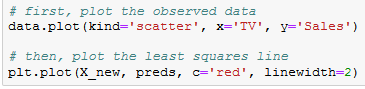 # first, plot the observed data
data.plot(kind='scatter', x='TV', y='Sales')
# then, plot the least squares line
plt.plot(X_new, preds, c='red', linewidth=2)